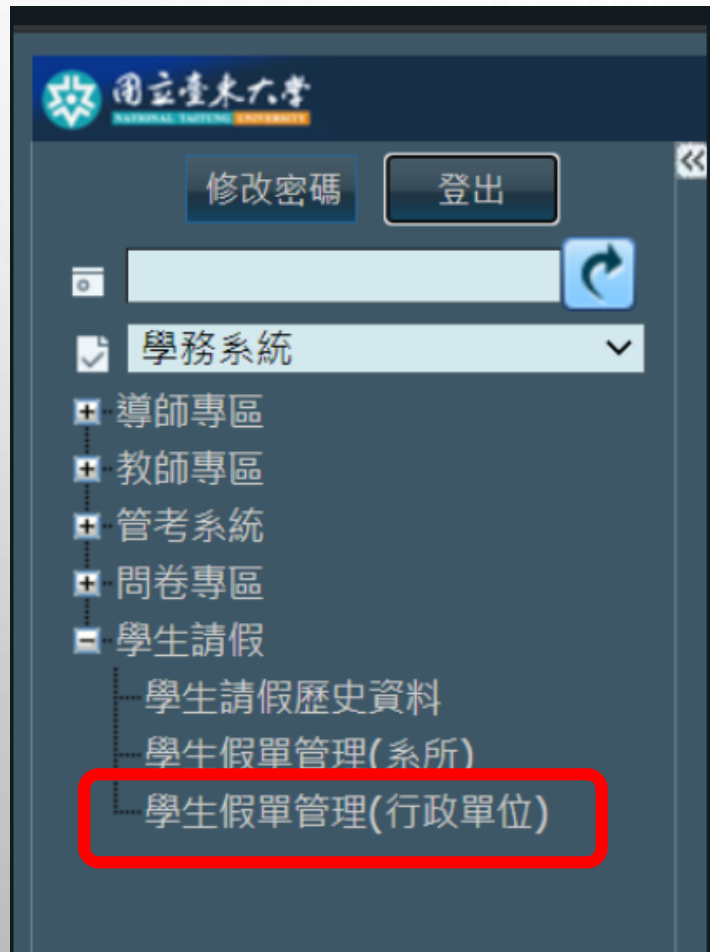 國立臺東大學
NATIONAL TAITUNG UNIVERSITY
修改密碼 登出
學務系統
導師專區
教師專區
管考系統
問卷專區
學生請假
學生請假歷史資料
學生假單管理(系所)
學生假單管理(行政單位)